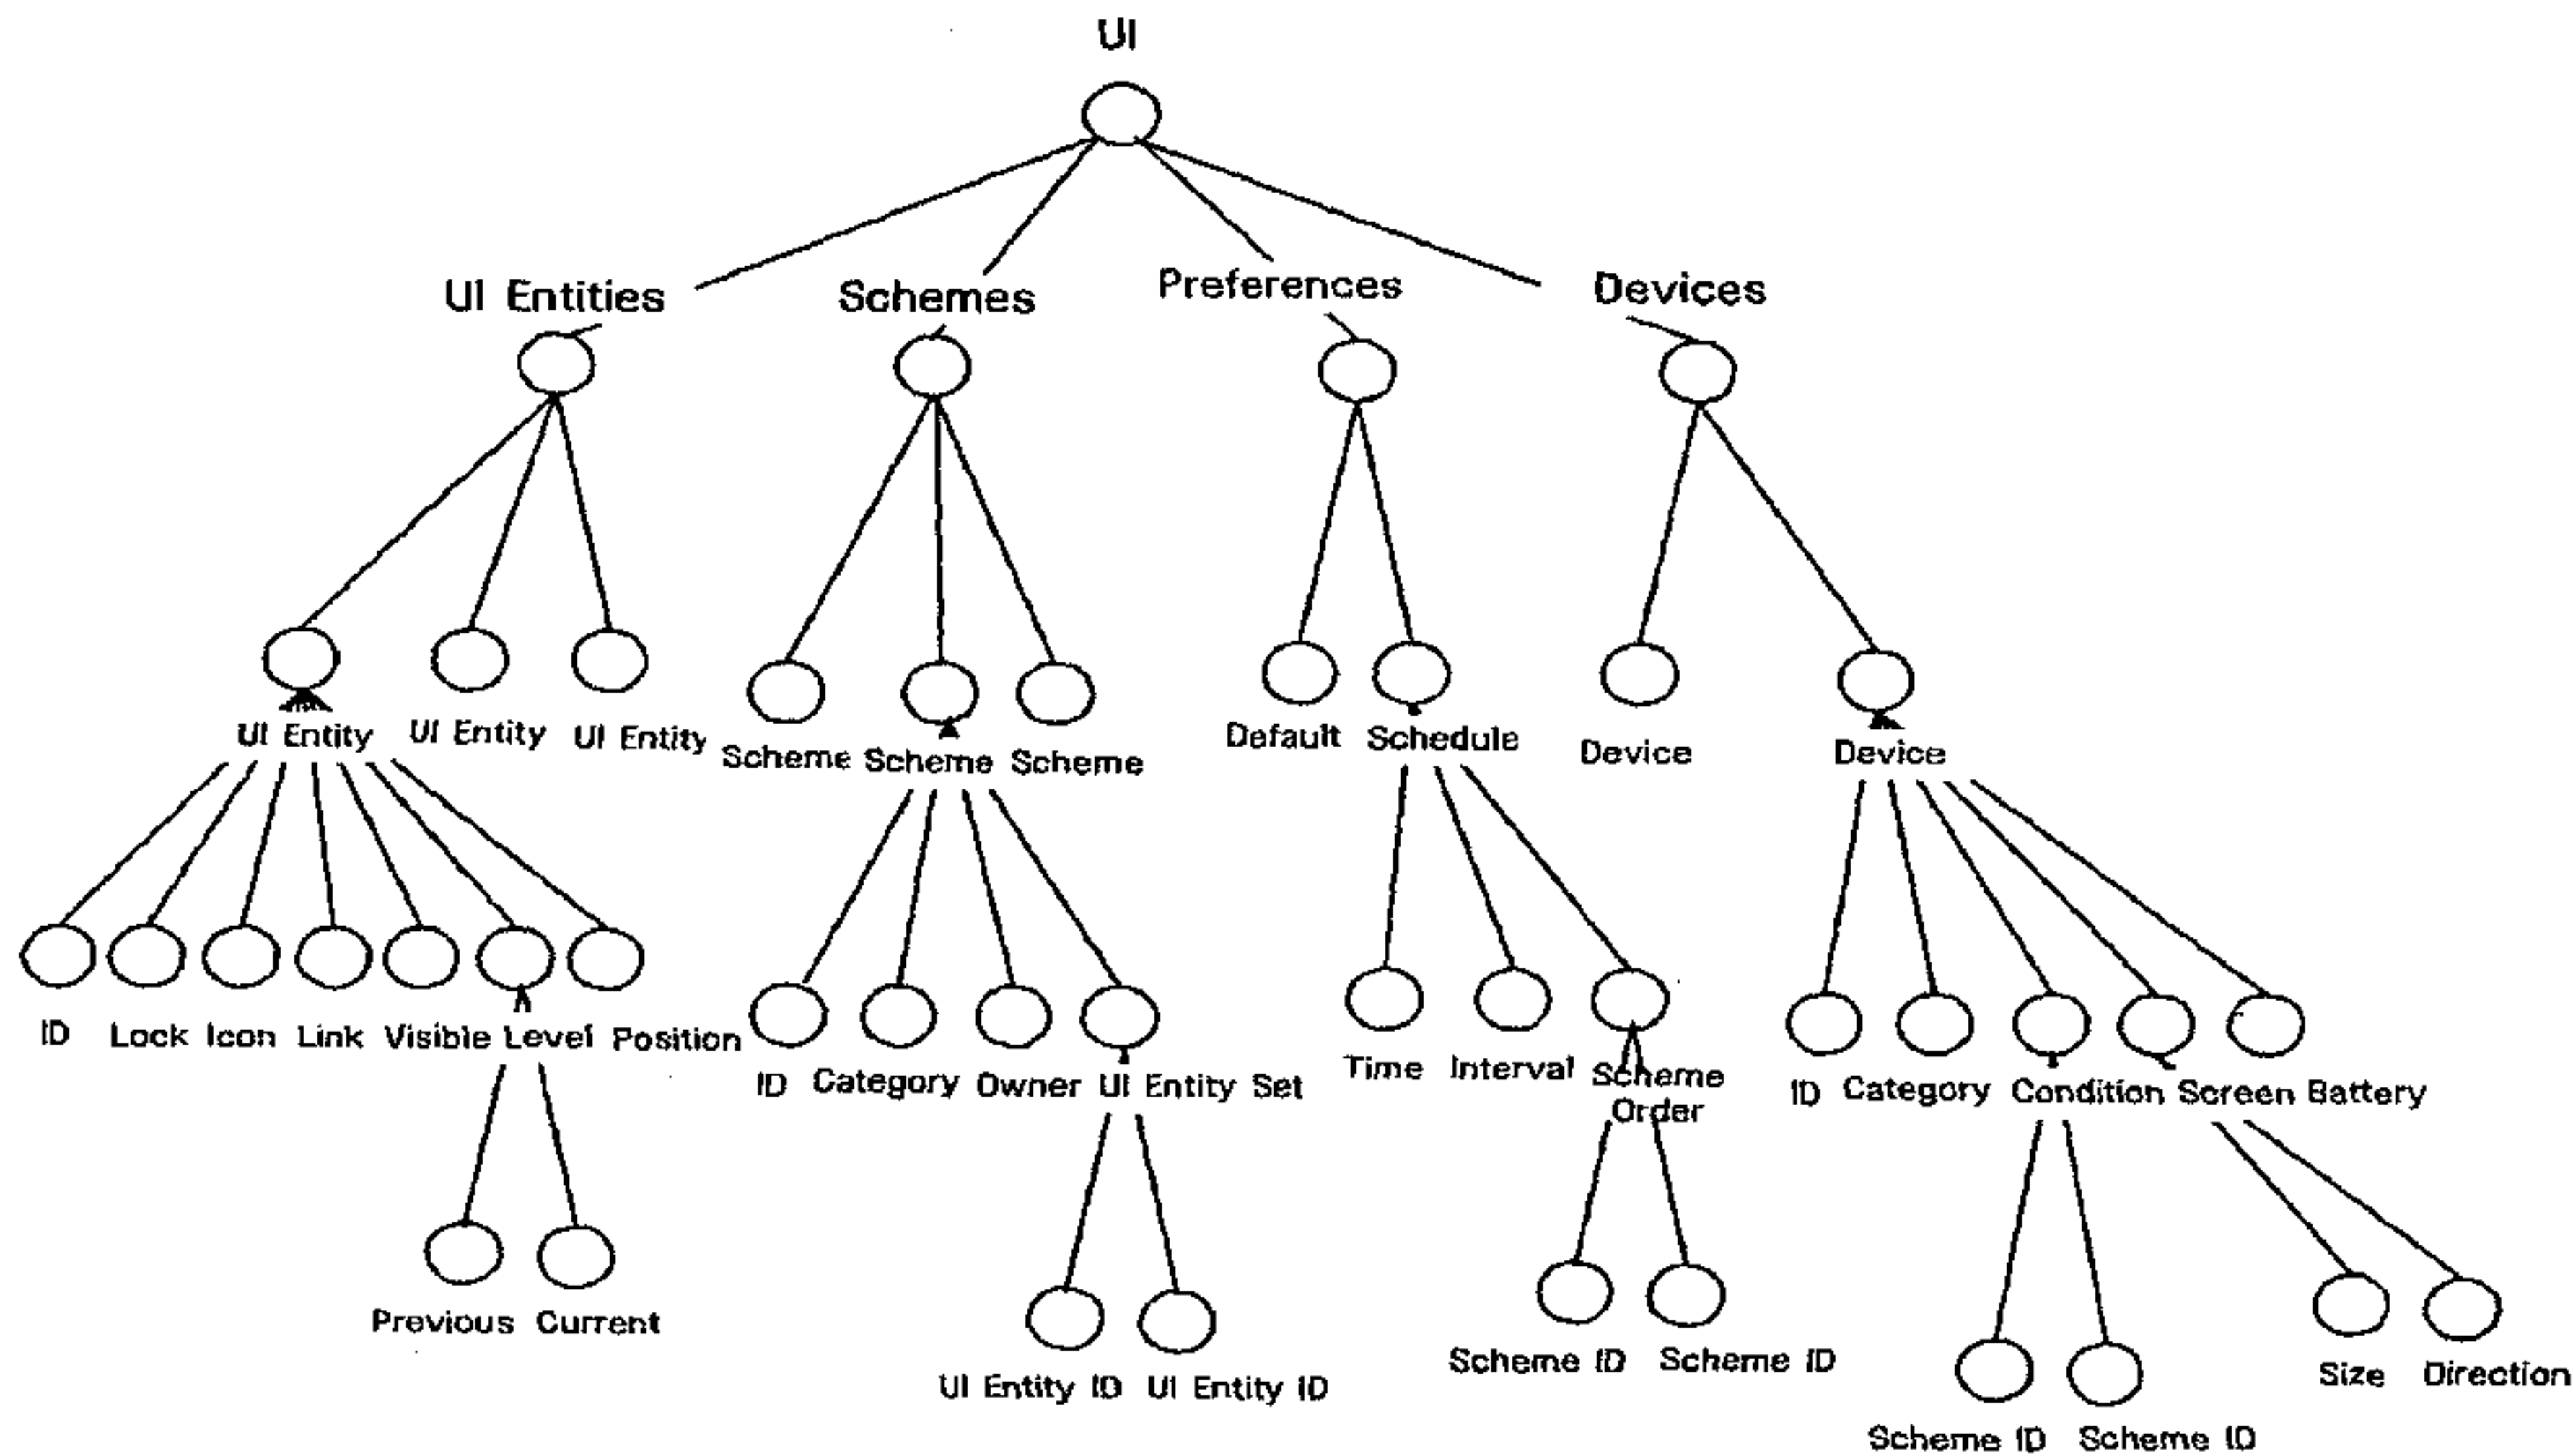 UI
UI Entities Schemes Preferences Devices
UI Entity UI Entity UI Entity Scheme Scheme Scheme Default Schedule Device Device
ID Lock Icon Link Visible Level Position ID Category Owner UI Entity Set Time Interval Scheme Order ID Category Condition Screen Battery
Previous Current UI Entity ID UI Entity ID Scheme ID Scheme ID Scheme ID Scheme ID Size Direction